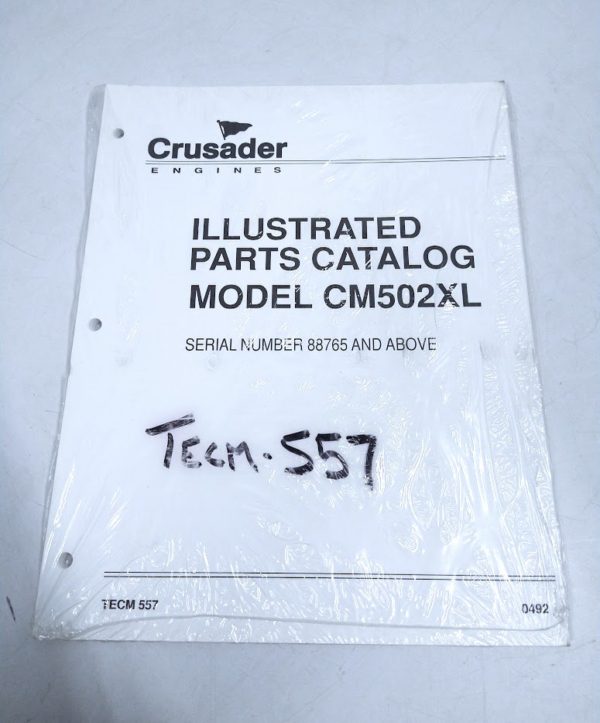 Crusader
ENGINES
ILLUSTRATED
PARTS CATALOG
MODEL CM502XL
SERIAL NUMBER 88765 AND ABOVE
TECM-557
TECM 557 0492